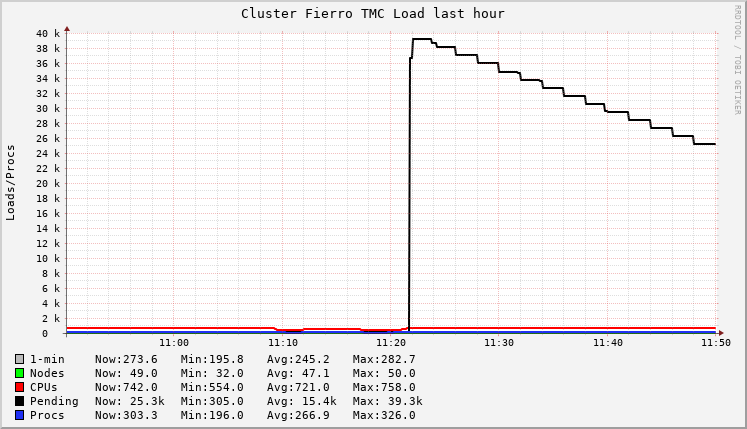 Cluster Fierro TMC Load last hour
RRDTOOL / TOBI OETIKER
Loads/Procs
40 k
38 k
36 k
34 k
32 k
30 k
28 k
26 k
24 k
22 k
20 k
18 k
16 k
14 k
12 k
10 k
8 k
6 k
4 k
2 k
0
11:00 11:10 11:20 11:30 11:40 11:50
1-min Now:273.6 Min:195.8 Avg:245.2 Max:282.7
Nodes Now: 49.0 Min: 32.0 Avg: 47.1 Max: 50.0
CPUs Now:742.0 Min:554.0 Avg:721.0 Max:758.0
Pending Now: 25.3k Min:305.0 Avg: 15.4k Max: 39.3k
Procs Now:303.3 Min:196.0 Avg:266.9 Max:326.0